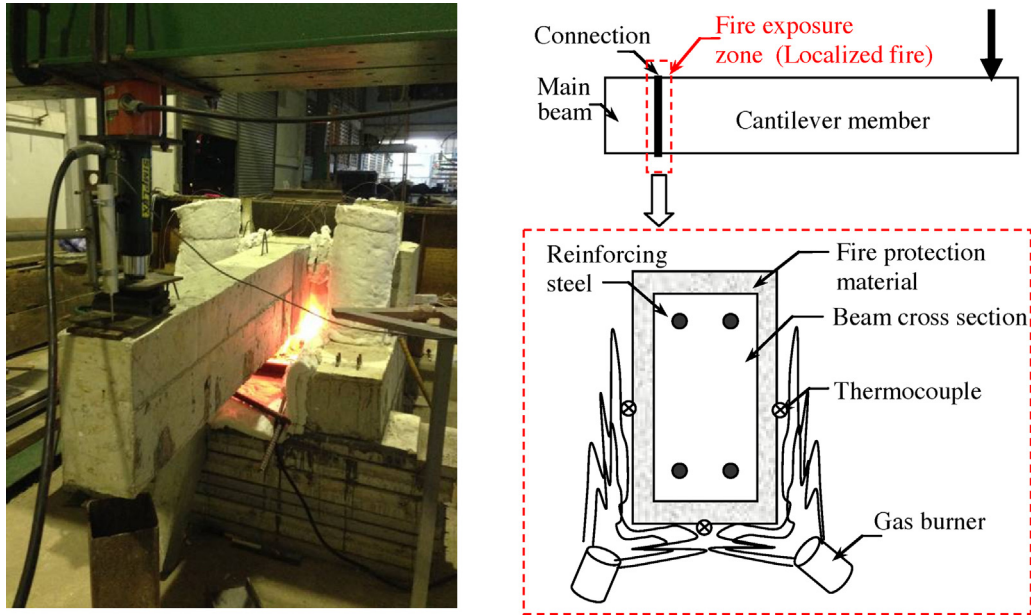 Connection
Fire exposure
zone (Localized fire)
Main
beam
Cantilever member
Reinforcing
steel
Fire protection
material
Beam cross section
Thermocouple
Gas burner